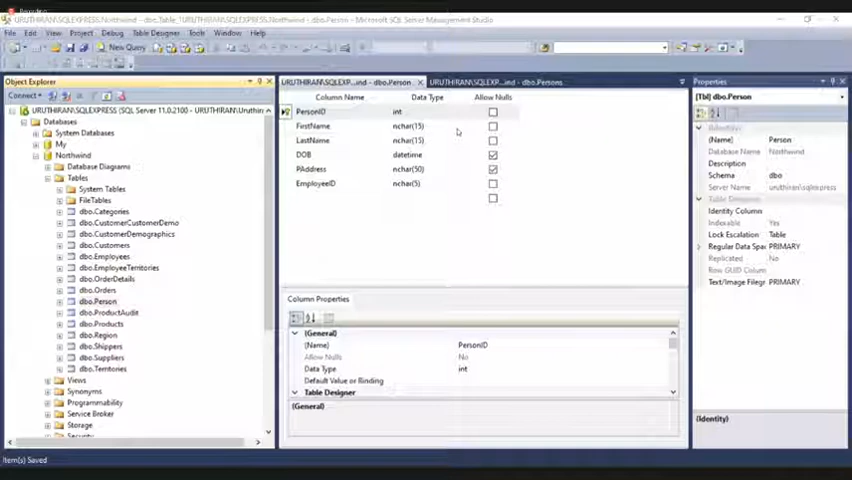 Recording
URUTHIRAN\SQLEXPRESS.Northwind - dbo.Table_1URUTHIRAN\SQLEXPRESS.Northwind - dbo.Person - Microsoft SQL Server Management Studio
File Edit View Project Debug Table Designer Tools Window Help
New Query
Object Explorer
Connect
URUTHIRAN\SQLEXPRESS (SQL Server 11.0.2100 - URUTHIRAN\Uruthiran
Databases
System Databases
My
Northwind
Database Diagrams
Tables
System Tables
FileTables
dbo.Categories
dbo.CustomerCustomerDemo
dbo.CustomerDemographics
dbo.Customers
dbo.Employees
dbo.EmployeeTerritories
dbo.OrderDetails
dbo.Orders
dbo.Person
dbo.ProductAudit
dbo.Products
dbo.Region
dbo.Shippers
dbo.Suppliers
dbo.Territories
Views
Synonyms
Programmability
Service Broker
Storage
Security
URUTHIRAN\SQLEXP...ind - dbo.Person URUTHIRAN\SQLEXP...ind - dbo.Persons
Column Name Data Type Allow Nulls
PersonID int
FirstName nchar(15)
LastName nchar(15)
DOB datetime
PAddress nchar(50)
EmployeeID nchar(5)
Column Properties
(General)
(Name) PersonID
Allow Nulls No
Data Type int
Default Value or Binding
Table Designer
(General)
Properties
[Tbl] dbo.Person
(Identity)
(Name) Person
Database Name Northwind
Description
Schema dbo
Server Name uruthiran\sqlexpress
Table Designer
Identity Column
Indexable Yes
Lock Escalation Table
Regular Data Spac PRIMARY
Replicated No
Row GUID Colum
Text/Image Filegr PRIMARY
(Identity)
Item(s) Saved